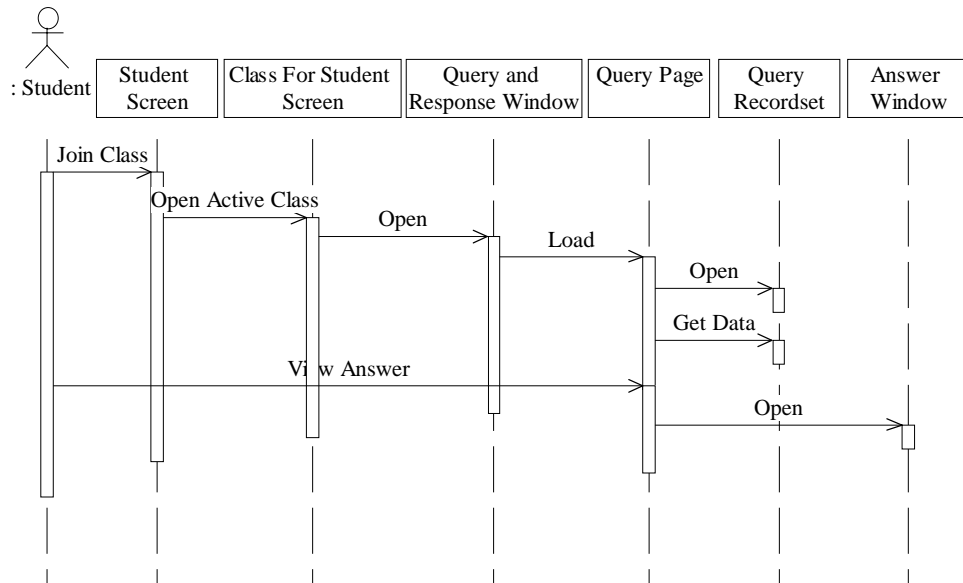 : Student
Student
Screen
Class For Student
Screen
Query and
Response Window
Query Page
Query
Recordset
Answer
Window
Join Class
Open Active Class
Open
Load
Open
Get Data
View Answer
Open